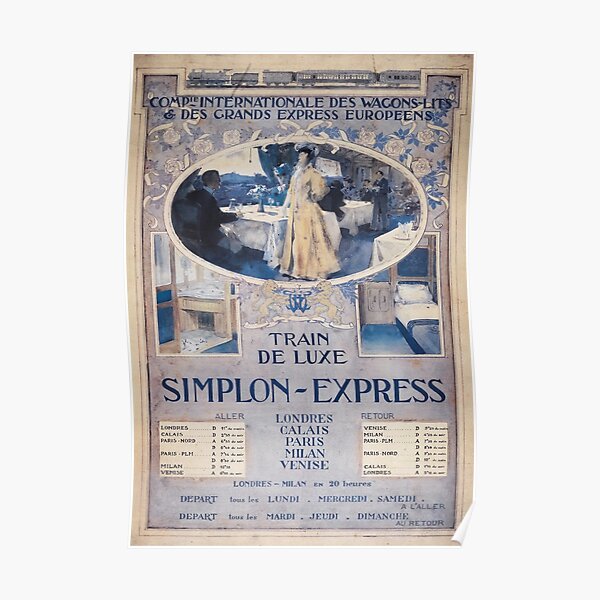 COMPIE INTERNATIONALE DES WAGONS-LITS
& DES GRANDS EXPRESS EUROPEENS
TRAIN
DE LUXE
SIMPLON-EXPRESS
ALLER
LONDRES D
CALAIS D
PARIS-NORD A
D
PARIS-PLM A
D
MILAN D
VENISE A
LONDRES
CALAIS
PARIS
MILAN
VENISE
RETOUR
VENISE D
MILAN D
PARIS-PLM A
D
PARIS-NORD A
D
CALAIS D
LONDRES A
LONDRES-MILAN EN 20 heures
DEPART tous les LUNDI. MERCREDI. SAMEDI.
A L'ALLER
DEPART tous les MARDI. JEUDI. DIMANCHE
AU RETOUR